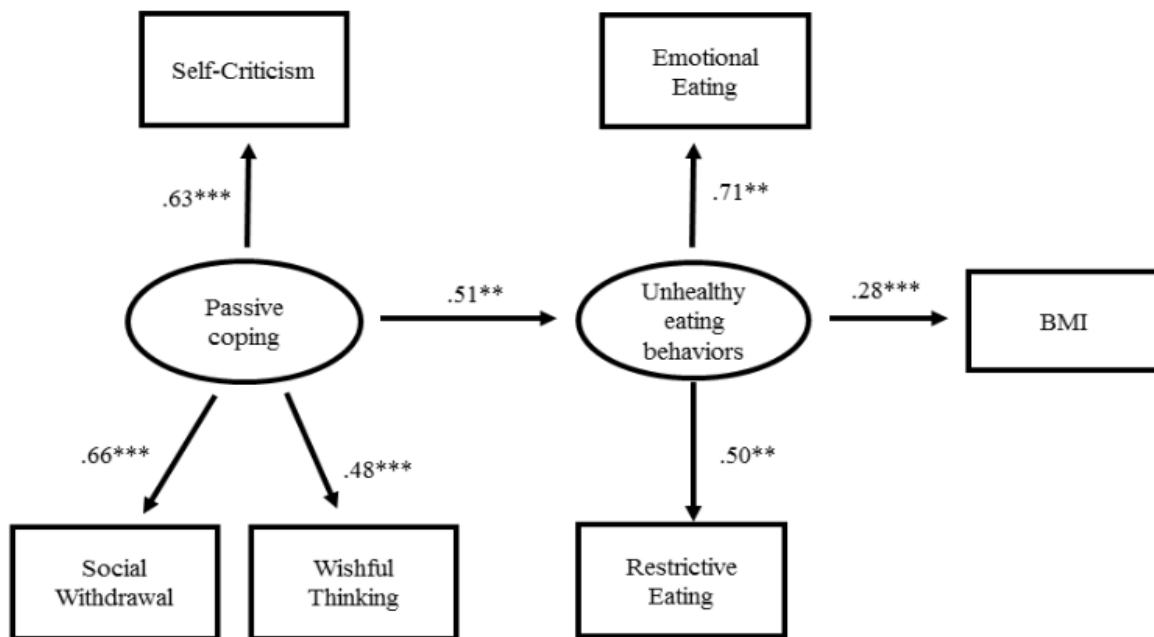 Self-Criticism
Emotional
Eating
.63***
.71**
Passive
coping
.51**
Unhealthy
eating
behaviors
.28***
BMI
.66***
.48***
.50**
Social
Withdrawal
Wishful
Thinking
Restrictive
Eating